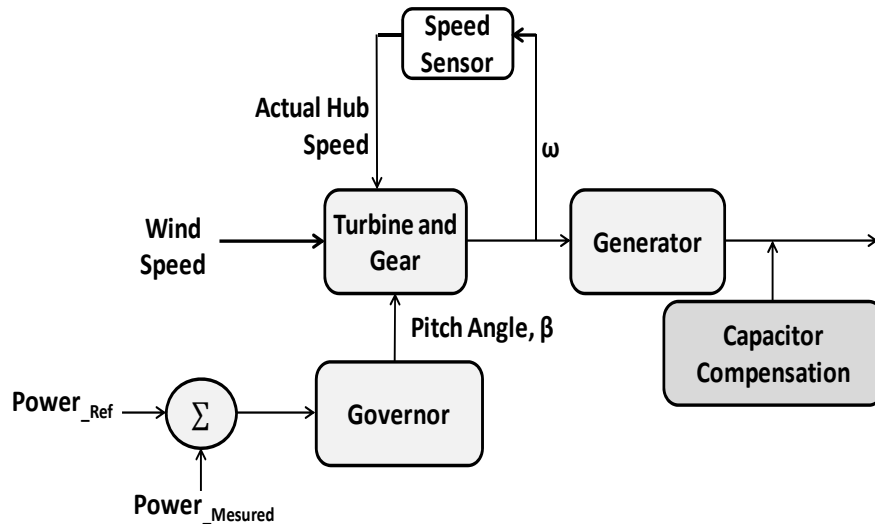 Speed
Sensor
Actual Hub
Speed
ω
Wind
Speed
Turbine and
Gear
Generator
Pitch Angle, β
Capacitor
Compensation
Power_Ref
Σ
Governor
Power_Mesured